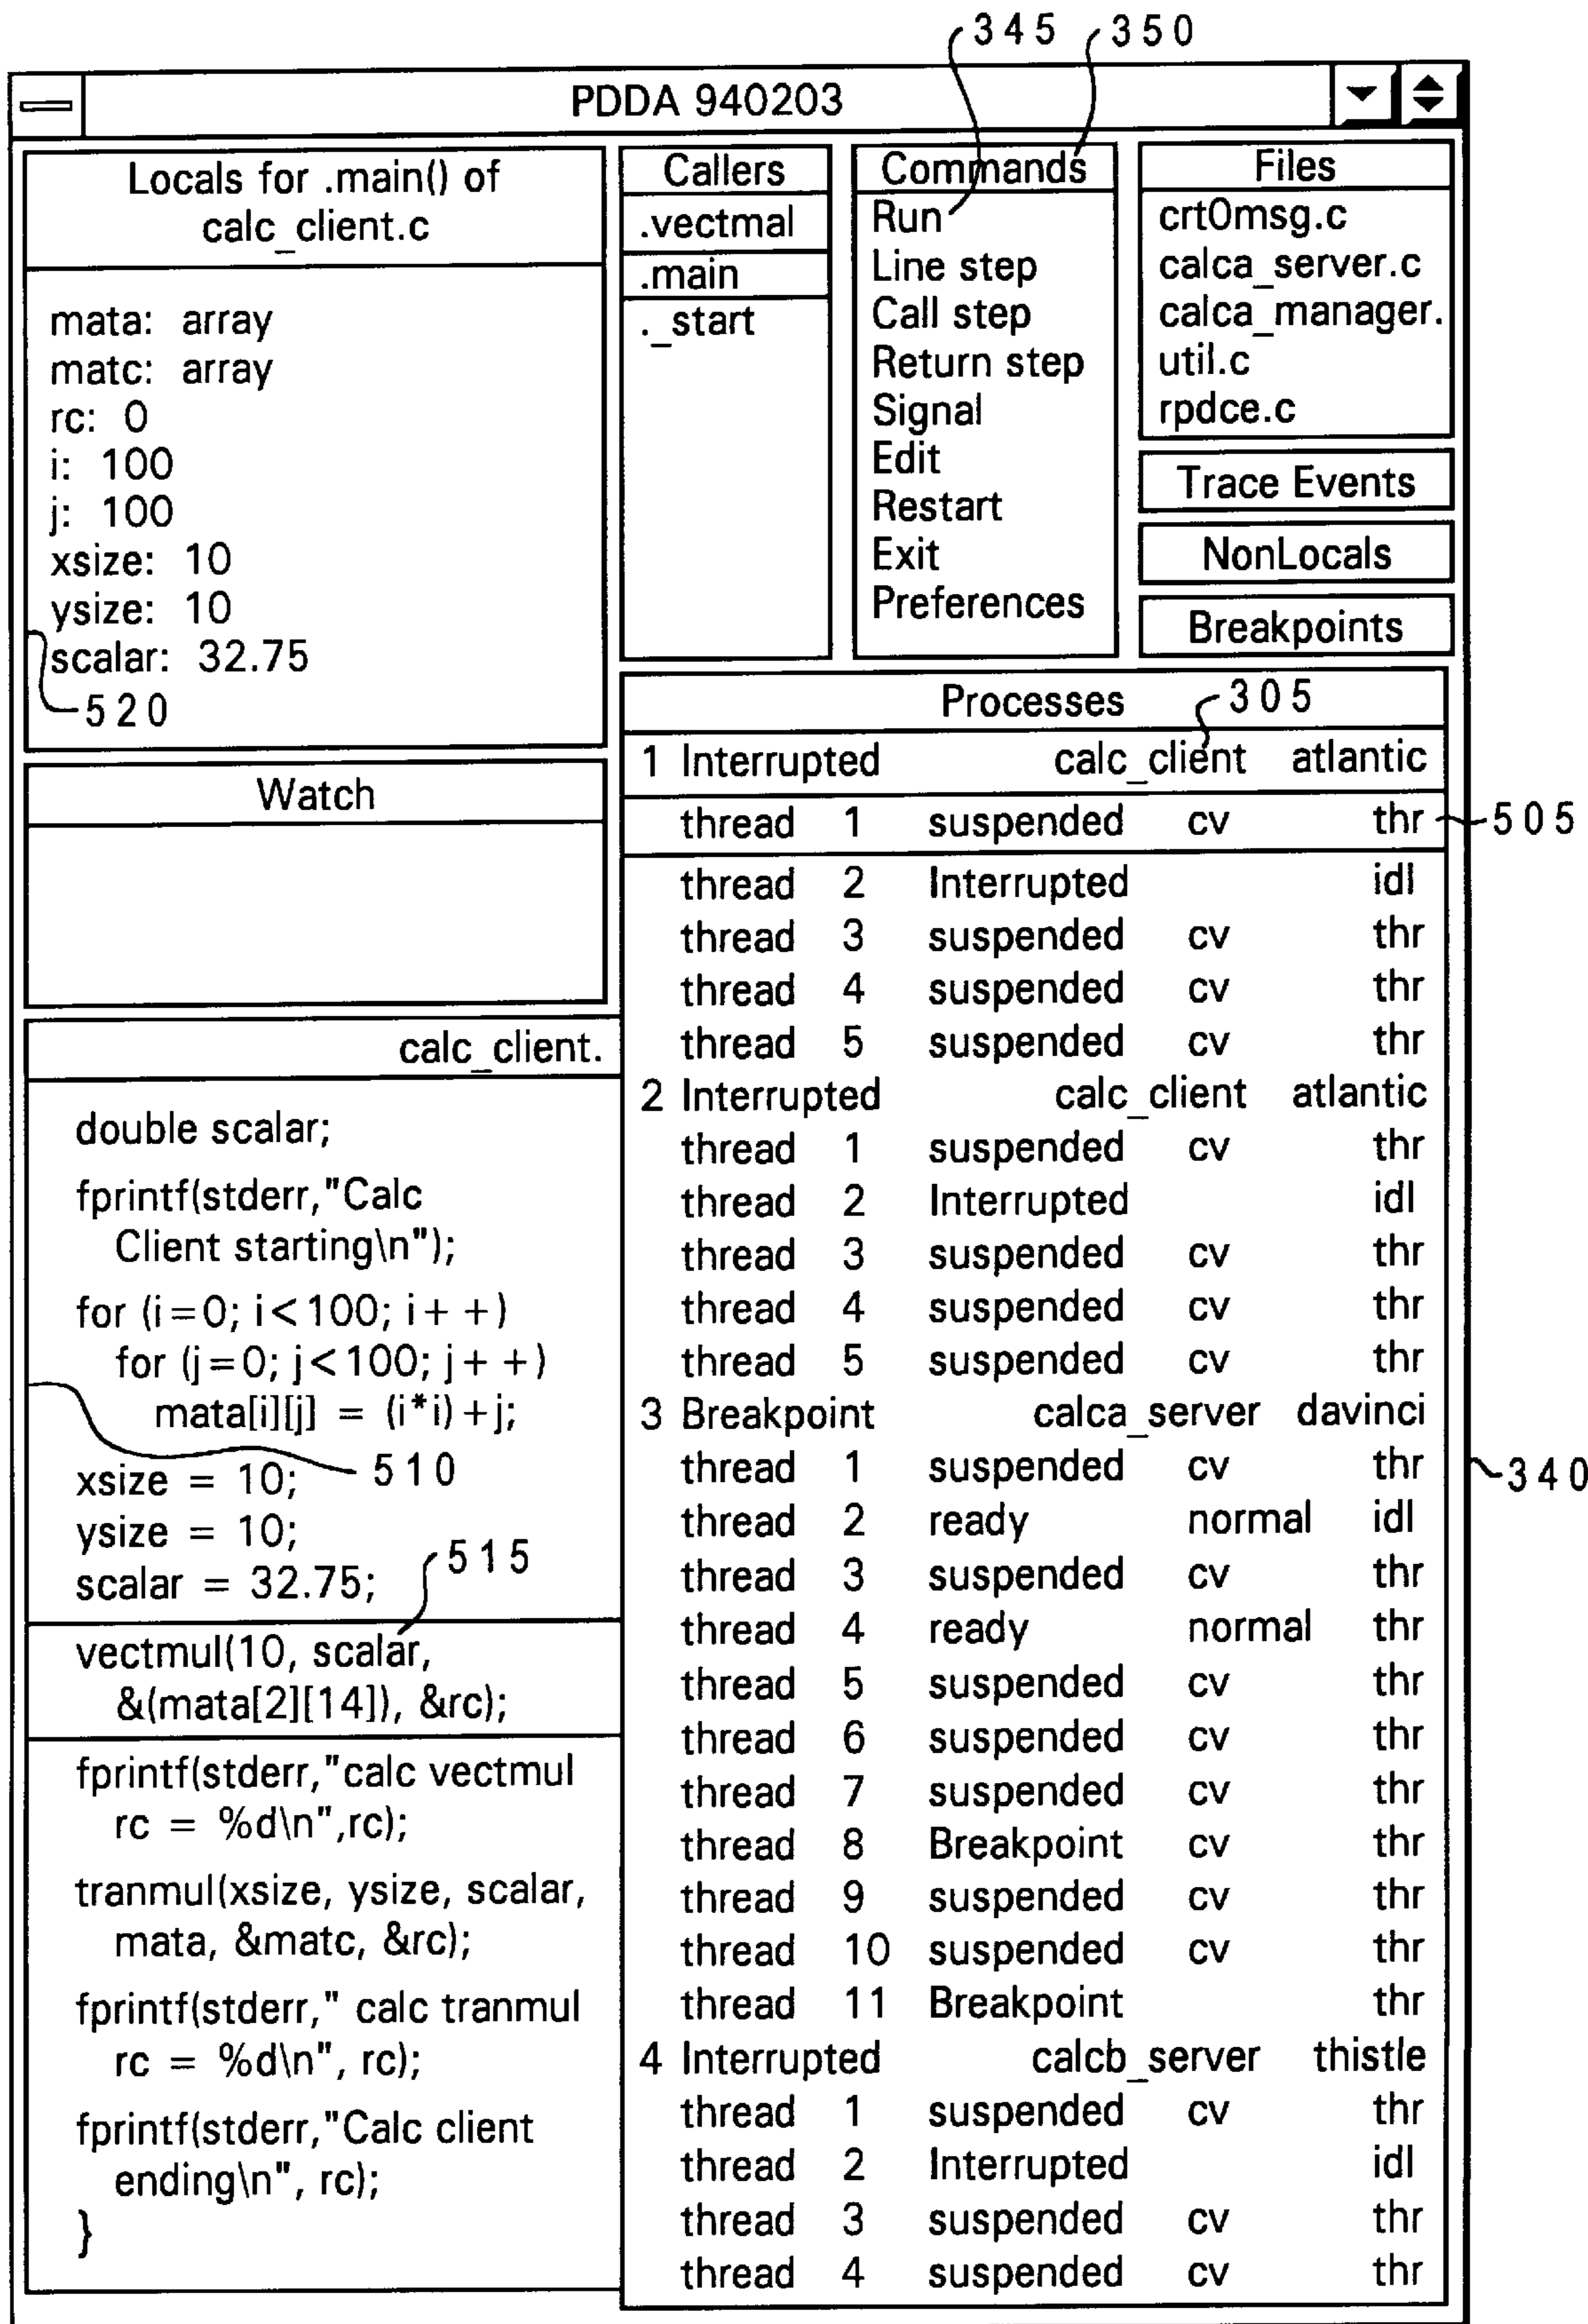 345 350
PDDA 940203
Locals for .main() of
calc_client.c
mata: array
matc: array
rc: 0
i: 100
j: 100
xsize: 10
ysize: 10
scalar: 32.75
520
Callers
.vectmal
.main
._start
Commands
Run
Line step
Call step
Return step
Signal
Edit
Restart
Exit
Preferences
Files
crt0msg.c
calca_server.c
calca_manager.
util.c
rpdce.c
Trace Events
NonLocals
Breakpoints
Watch
calc_client.
double scalar;
fprintf(stderr,"Calc
Client starting\n");
for (i=0; i<100; i++)
for (j=0; j<100; j++)
mata[i][j] = (i*i)+j;
510
xsize = 10;
ysize = 10;
515
scalar = 32.75;
vectmul(10, scalar,
&(mata[2][14]), &rc);
fprintf(stderr,"calc vectmul
rc = %d\n",rc);
tranmul(xsize, ysize, scalar,
mata, &matc, &rc);
fprintf(stderr," calc tranmul
rc = %d\n", rc);
fprintf(stderr,"Calc client
ending\n", rc);
}
Processes 305
1 Interrupted calc_client atlantic
thread 1 suspended cv thr 505
thread 2 Interrupted idl
thread 3 suspended cv thr
thread 4 suspended cv thr
thread 5 suspended cv thr
2 Interrupted calc_client atlantic
thread 1 suspended cv thr
thread 2 Interrupted idl
thread 3 suspended cv thr
thread 4 suspended cv thr
thread 5 suspended cv thr
3 Breakpoint calca_server davinci
thread 1 suspended cv thr 340
thread 2 ready normal idl
thread 3 suspended cv thr
thread 4 ready normal thr
thread 5 suspended cv thr
thread 6 suspended cv thr
thread 7 suspended cv thr
thread 8 Breakpoint cv thr
thread 9 suspended cv thr
thread 10 suspended cv thr
thread 11 Breakpoint thr
4 Interrupted calcb_server thistle
thread 1 suspended cv thr
thread 2 Interrupted idl
thread 3 suspended cv thr
thread 4 suspended cv thr